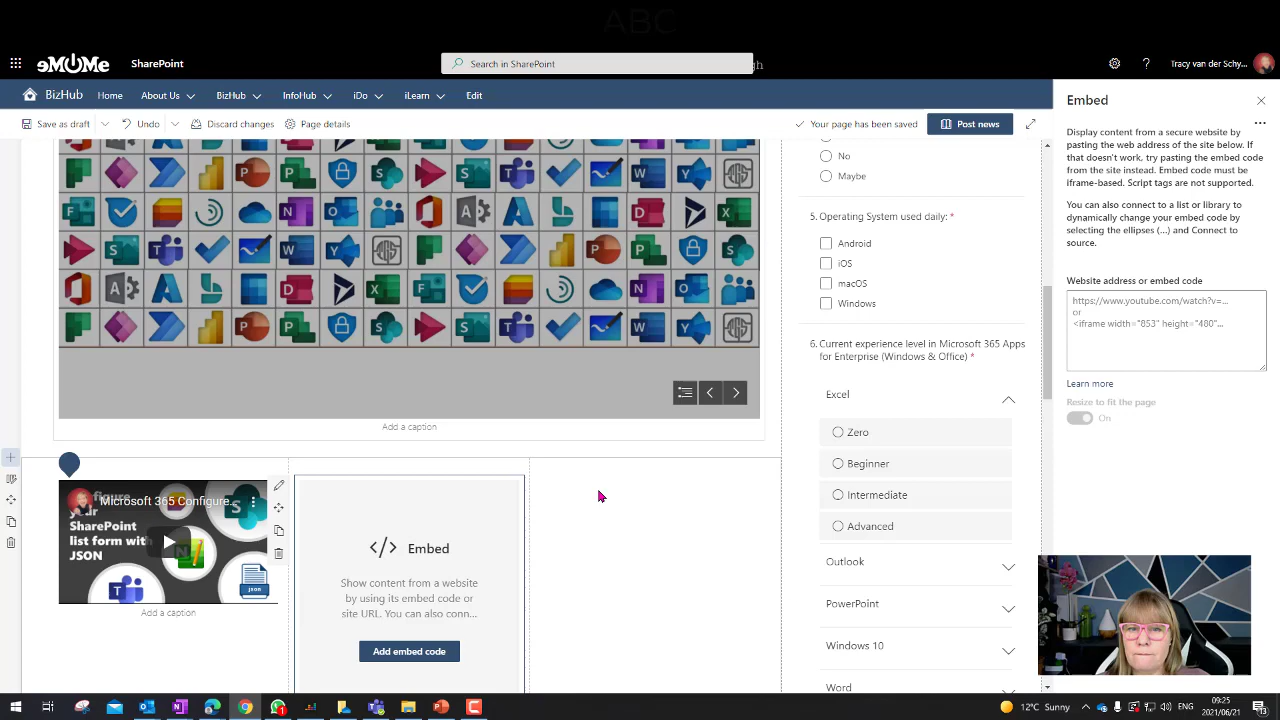 ABC
eMUMe
SharePoint
Search in SharePoint
gh
?
Tracy van der Schy...
BizHub
Home
About Us
BizHub
InfoHub
iDo
iLearn
Edit
Save as draft
Undo
Discard changes
Page details
Your page has been saved
Post news
Embed
Display content from a secure website by
pasting the web address of the site below. If
that doesn't work, try pasting the embed code
from the site instead. Embed code must be
iframe-based. Script tags are not supported.
You can also connect to a list or library to
dynamically change your embed code by
selecting the ellipses (...) and Connect to
source.
Website address or embed code
https://www.youtube.com/watch?v=...
or
<iframe width="853" height="480"...
Learn more
Resize to fit the page
On
No
Maybe
5. Operating System used daily: *
Android
iOS
macOS
Windows
6. Current experience level in Microsoft 365 Apps
for Enterprise (Windows & Office) *
Excel
Zero
Beginner
Intermediate
Advanced
Outlook
PowerPoint
Windows 10
Word
Add a caption
Microsoft 365 Configure...
your
SharePoint
list form with
JSON
json
Add a caption
</> Embed
Show content from a website
by using its embed code or
site URL. You can also conn...
Add embed code
12°C Sunny
ENG
09:25
2021/06/21